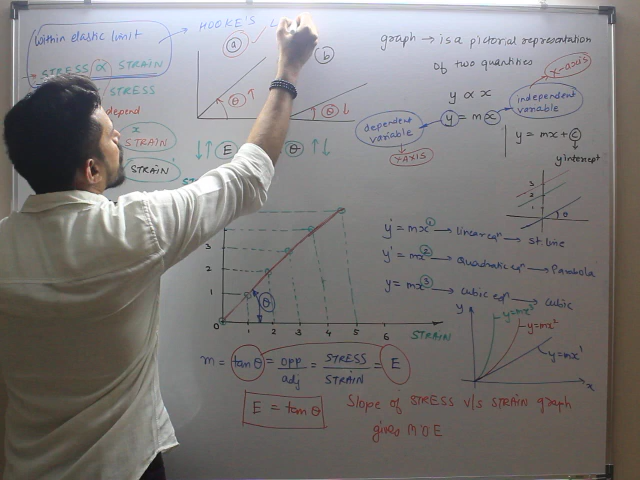 within elastic limit
STRESS ∝ STRAIN
STRESS
depend
x
STRAIN
STRAIN
HOOKE'S L
(a)
(b)
θ ↑
θ ↓
↓↑ E
θ ↑↓
graph → is a pictorial representation
of two quantities
x-axis
y ∝ x
independent variable
y = mx
dependent variable
Y-AXIS
y = mx + c
y intercept
3
2
1
θ
3
2
1
0
θ
0 1 2 3 4 5 6
STRAIN
y = mx¹ → linear eqⁿ → st. line
y = mx² → Quadratic eqⁿ → Parabola
y = mx³ → cubic eqⁿ → cubic
y
y=mx³
y=mx²
y=mx¹
x
m = tanθ = opp/adj = STRESS/STRAIN = E
E = tanθ
Slope of STRESS v/s STRAIN graph
gives M.O.E